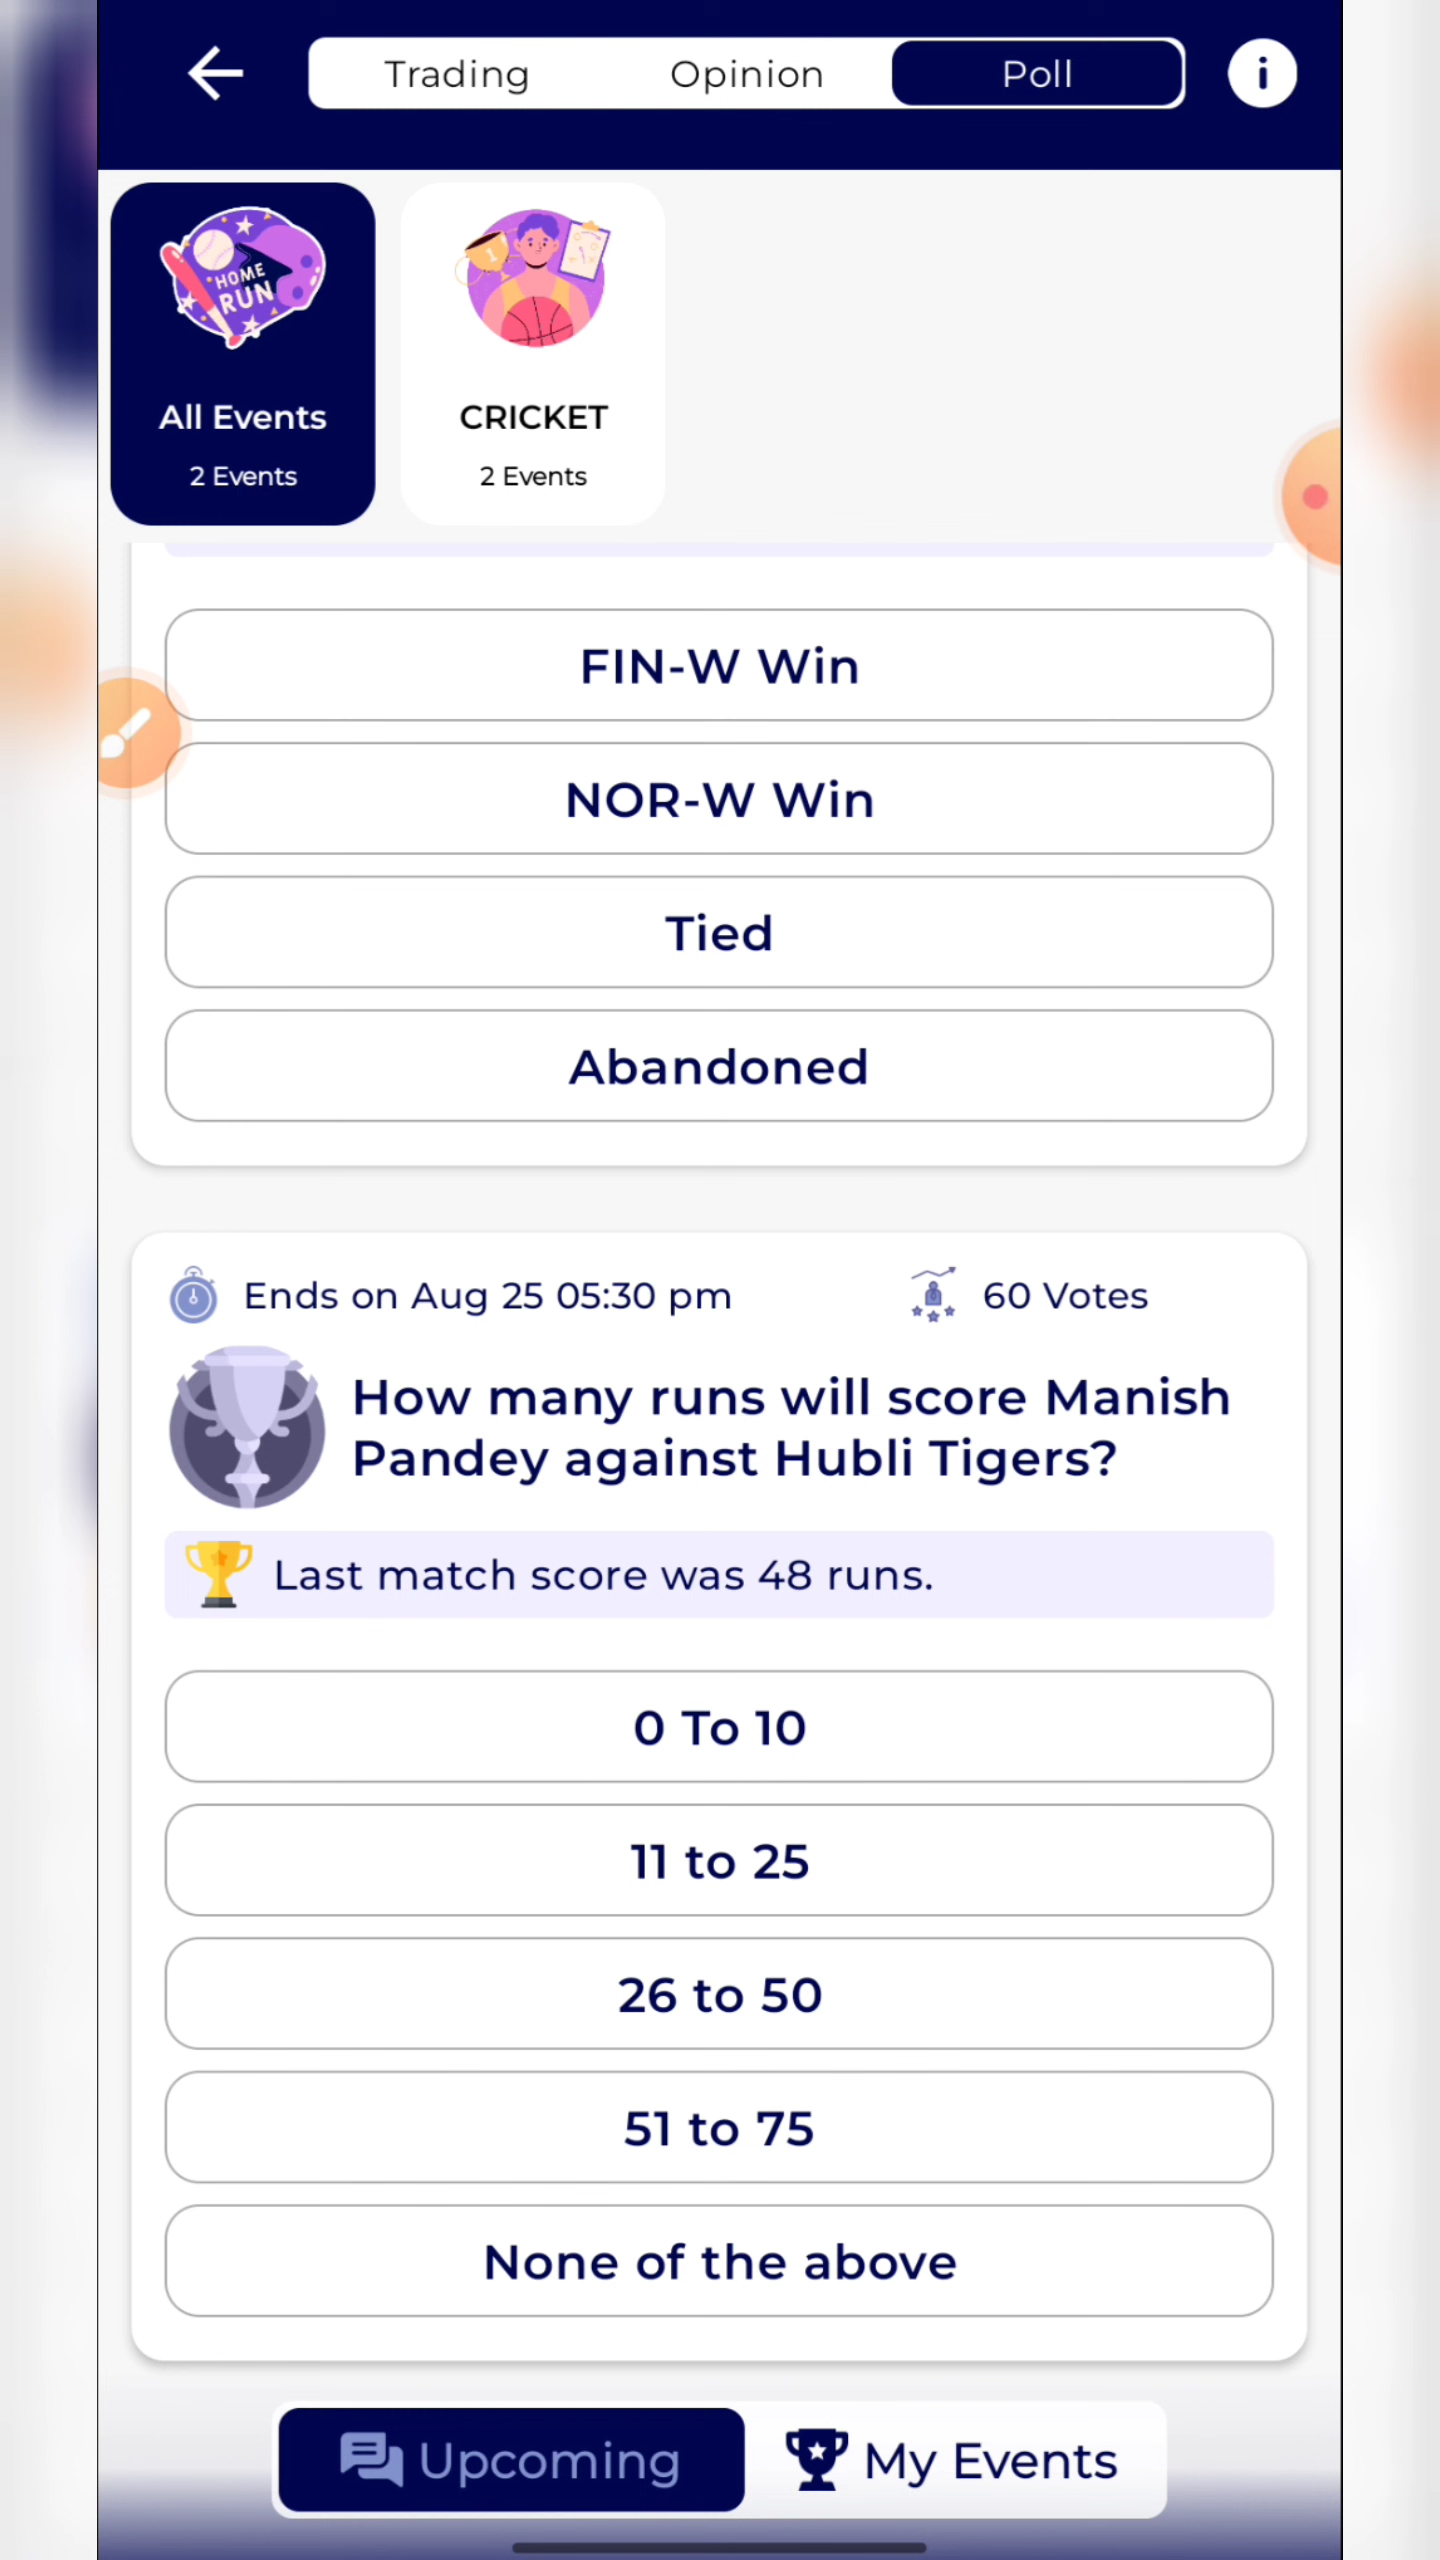 Trading
Opinion
Poll
HOME
RUN
1
All Events
CRICKET
2 Events
2 Events
FIN-W Win
NOR-W Win
Tied
Abandoned
Ends on Aug 25 05:30 pm
60 Votes
How many runs will score Manish
Pandey against Hubli Tigers?
Last match score was 48 runs.
0 To 10
11 to 25
26 to 50
51 to 75
None of the above
Upcoming
My Events